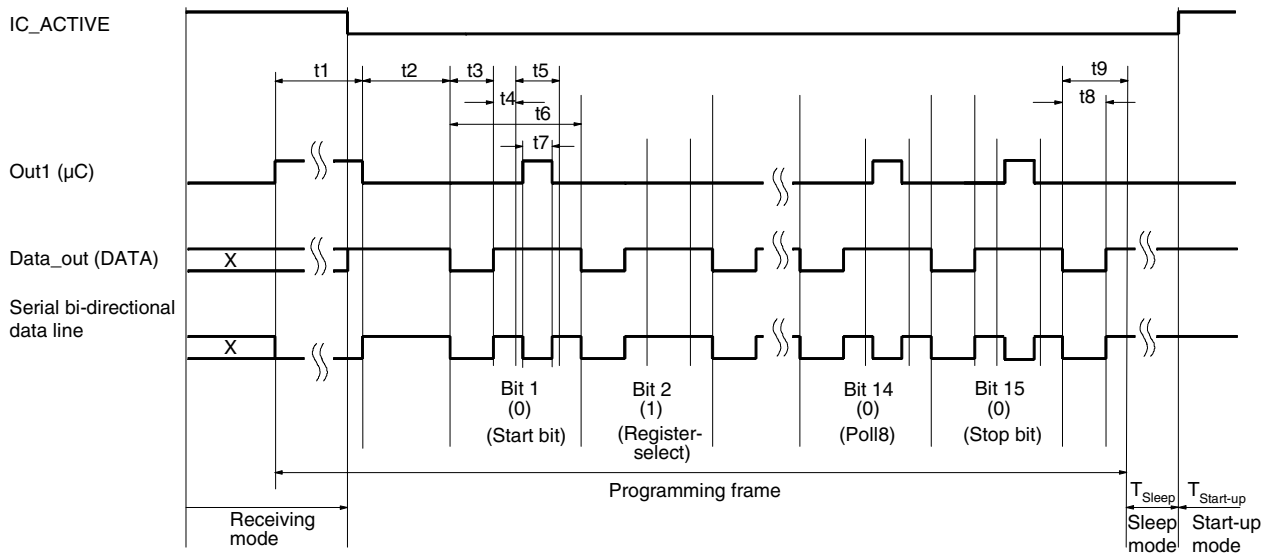 IC_ACTIVE
t1
t2
t3
t5
t9
t4
t6
t8
t7
Out1 (µC)
Data_out (DATA)
X
Serial bi-directional
data line
X
Bit 1
(0)
(Start bit)
Bit 2
(1)
(Register-
select)
Bit 14
(0)
(Poll8)
Bit 15
(0)
(Stop bit)
Programming frame
Receiving
mode
TSleep
Sleep
mode
TStart-up
Start-up
mode